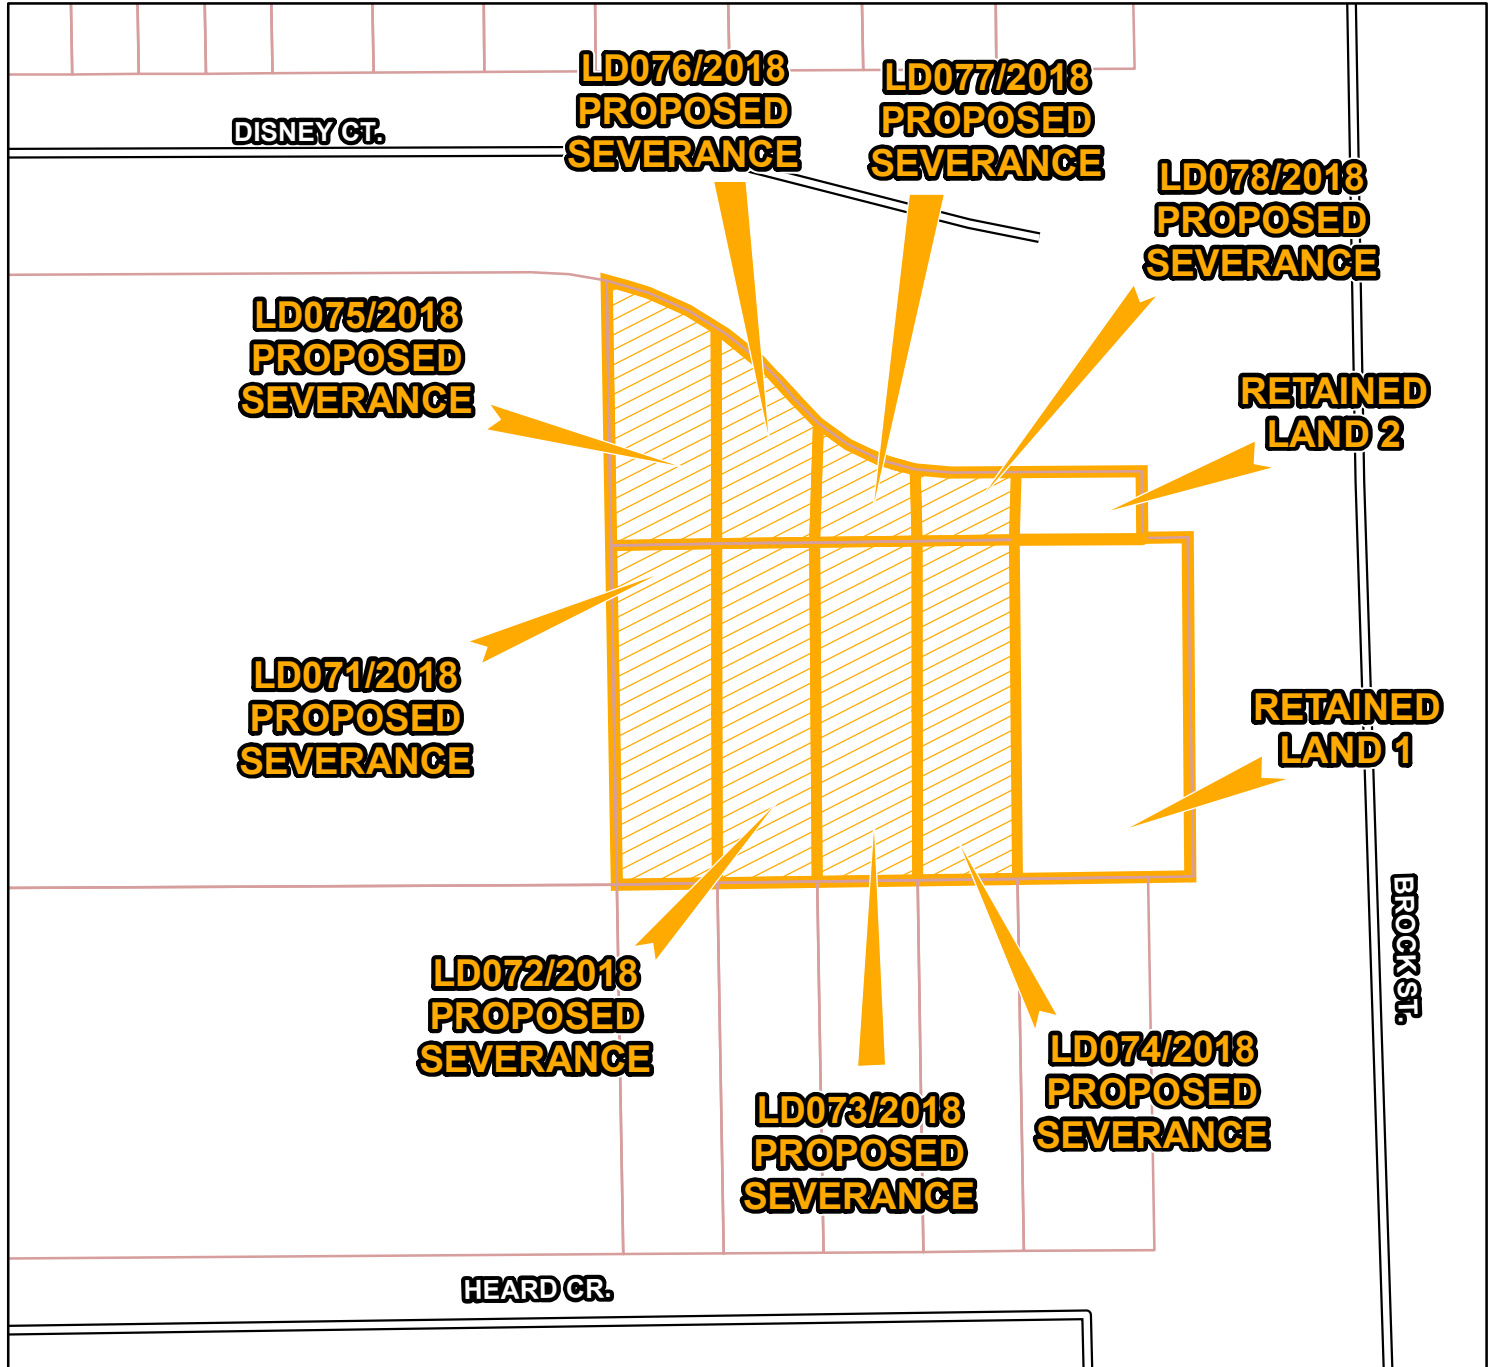 LD076/2018
PROPOSED
SEVERANCE
LD077/2018
PROPOSED
SEVERANCE
DISNEY CT.
LD078/2018
PROPOSED
SEVERANCE
LD075/2018
PROPOSED
SEVERANCE
RETAINED
LAND 2
LD071/2018
PROPOSED
SEVERANCE
RETAINED
LAND 1
BROCK ST.
LD072/2018
PROPOSED
SEVERANCE
LD074/2018
PROPOSED
SEVERANCE
LD073/2018
PROPOSED
SEVERANCE
HEARD CR.